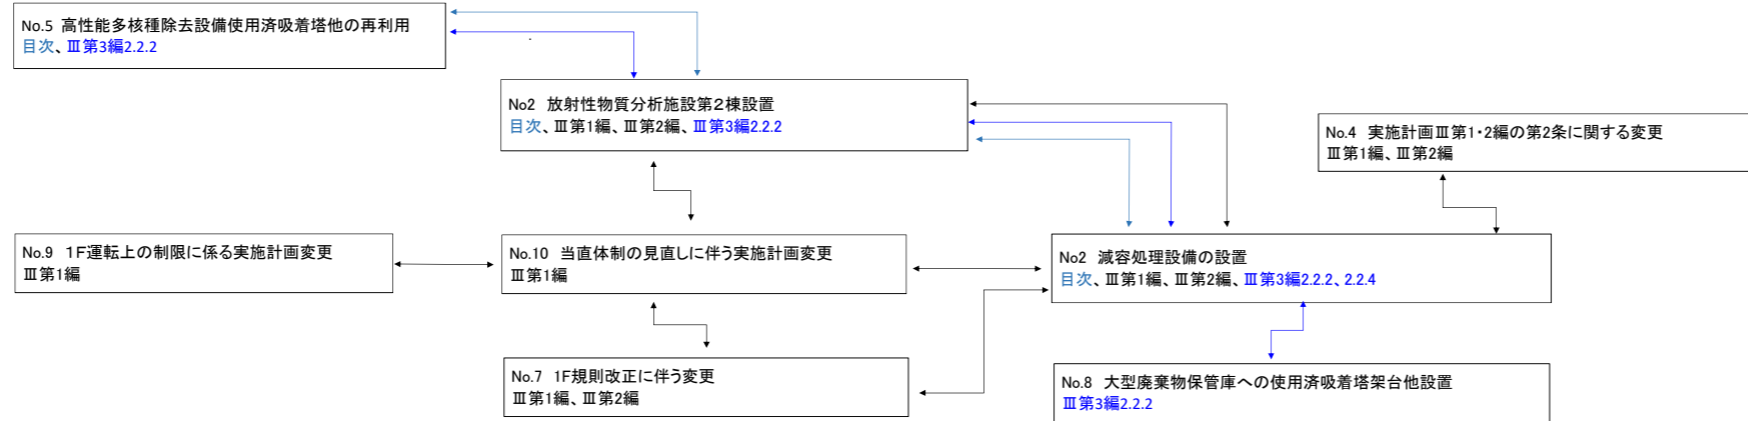 No.5 高性能多核種除去設備使用済吸着塔他の再利用
目次、Ⅲ第3編2.2.2
No2 放射性物質分析施設第2棟設置
目次、Ⅲ第1編、Ⅲ第2編、Ⅲ第3編2.2.2
No.4 実施計画Ⅲ第1・2編の第2条に関する変更
Ⅲ第1編、Ⅲ第2編
No.9 1F運転上の制限に係る実施計画変更
Ⅲ第1編
No.10 当直体制の見直しに伴う実施計画変更
Ⅲ第1編
No2 減容処理設備の設置
目次、Ⅲ第1編、Ⅲ第2編、Ⅲ第3編2.2.2、2.2.4
No.7 1F規則改正に伴う変更
Ⅲ第1編、Ⅲ第2編
No.8 大型廃棄物保管庫への使用済吸着塔架台他設置
Ⅲ第3編2.2.2